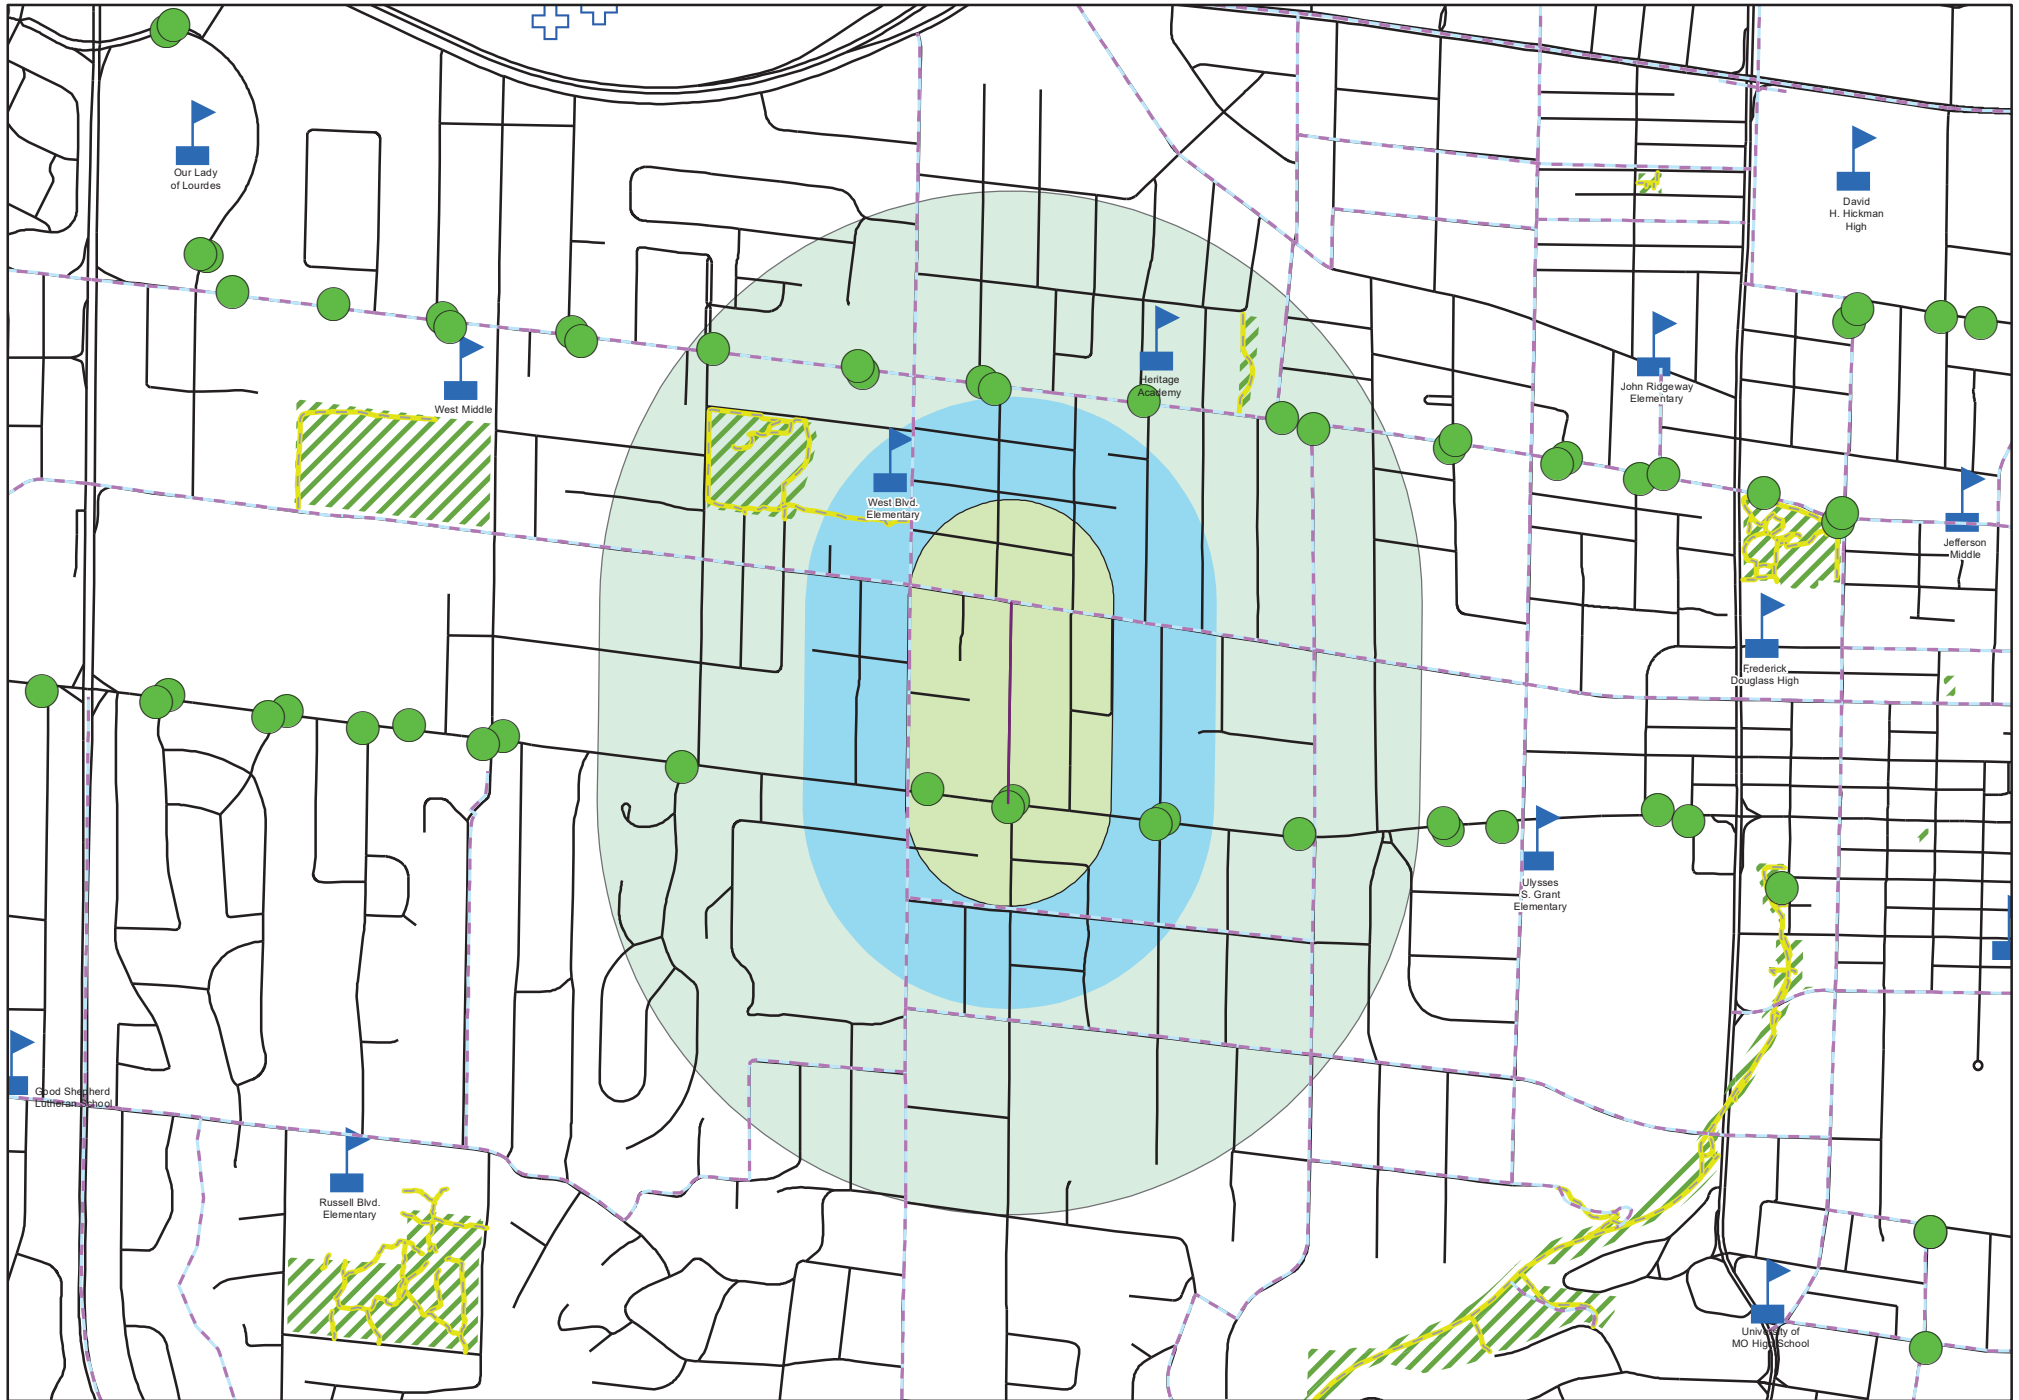 Our Lady
of Lourdes
David
H. Hickman
High
Heritage
Academy
John Ridgeway
Elementary
West Middle
West Blvd.
Elementary
Jefferson
Middle
Frederick
Douglass High
Ulysses
S. Grant
Elementary
Good Shepherd
Lutheran School
Russell Blvd.
Elementary
University of
MO High School